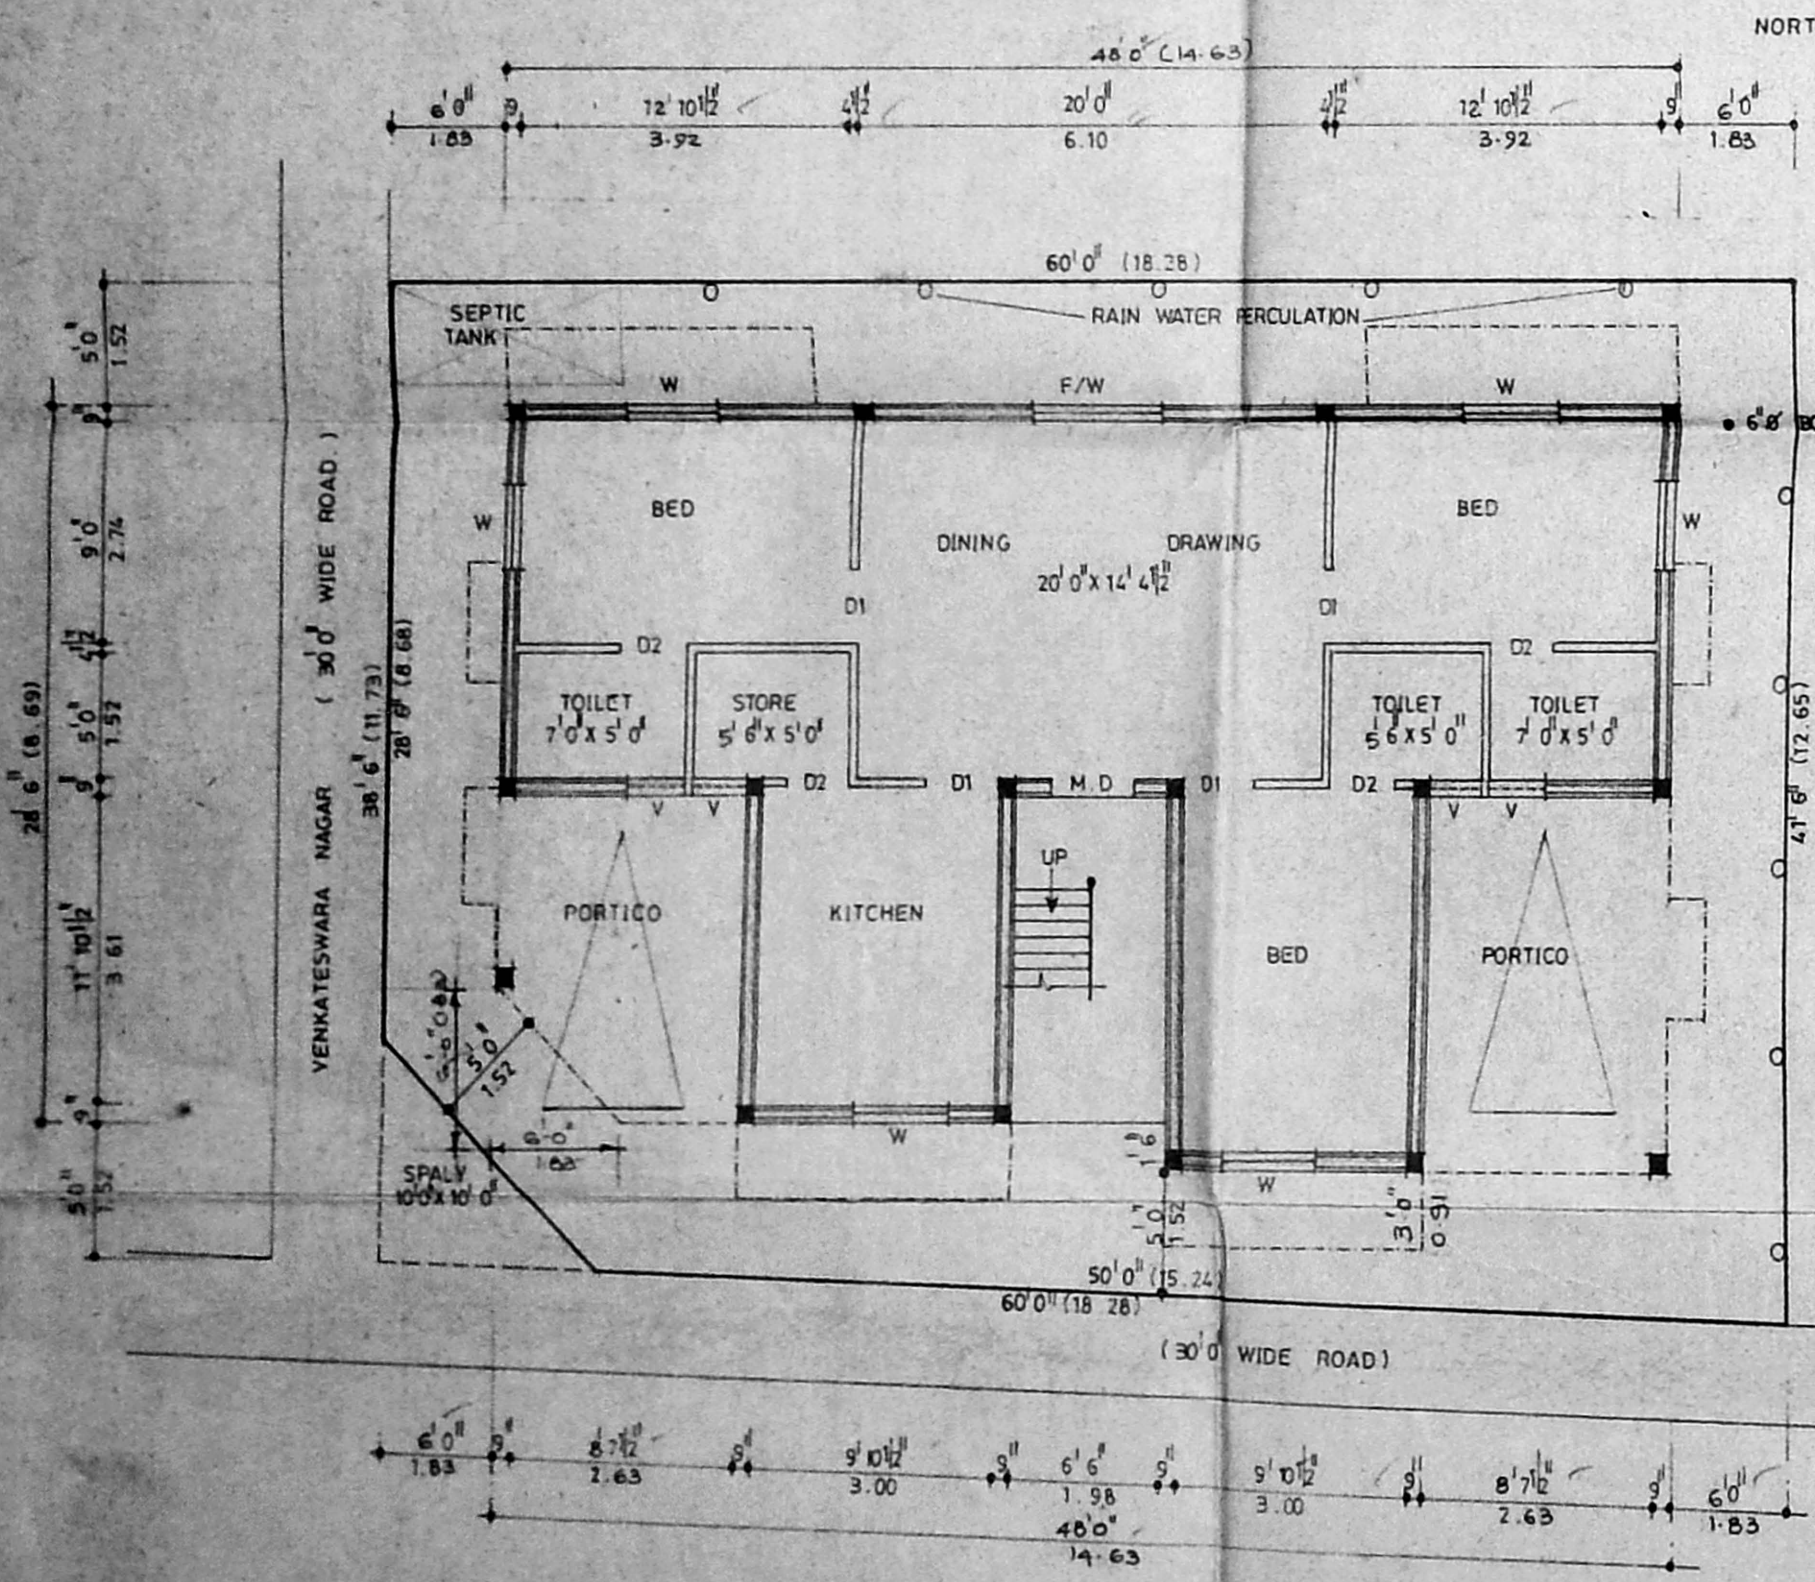 NORT
48'0" (14.63)
6'0" 9 12'10½" 4½" 20'0" 4½" 12'10½" 9" 6'0"
1.83 3.92 6.10 3.92 1.83
60'0" (18.28)
SEPTIC
TANK
RAIN WATER PERCULATION
W F/W W
5'0"
1.52
9"
9'0"
2.74
4½"
5'0"
1.52
9"
11'10½"
3.61
9"
5'0"
1.52
28'6" (8.69)
VENKATESWARA NAGAR (30'0" WIDE ROAD.)
38'6" (11.73)
28'6" (8.68)
6"Ø BO
W BED BED W
DINING DRAWING
20'0"X14'4½"
D1 D1
D2 D2
TOILET STORE TOILET TOILET
7'0"X5'0" 5'6"X5'0" 5'6"X5'0" 7'0"X5'0"
V V D2 D1 M.D D1 D2 V V
41'6" (12.65)
UP
PORTICO KITCHEN BED PORTICO
5'0"
1.52
6'-0"
1.83
W
1'6"
SPALY
10'0"X10'0"
W
5'0"
1.52
3'0"
0.91
50'0" (15.24)
60'0" (18.28)
(30'0" WIDE ROAD)
6'0" 9" 8'7½" 9" 9'10½" 9" 6'6" 9" 9'10½" 9" 8'7½" 9" 6'0"
1.83 2.63 3.00 1.98 3.00 2.63 1.83
48'0"
14.63